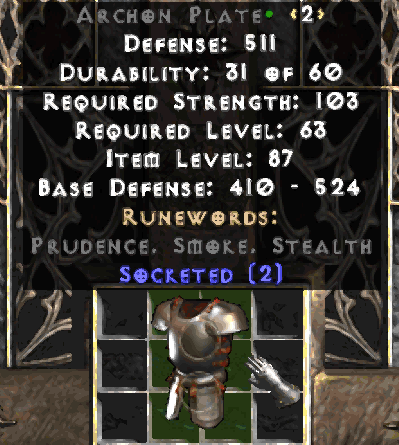 Archon Plate• <2>
Defense: 511
Durability: 31 of 60
Required Strength: 103
Required Level: 63
Item Level: 87
Base Defense: 410 - 524
Runewords:
Prudence, Smoke, Stealth
Socketed (2)